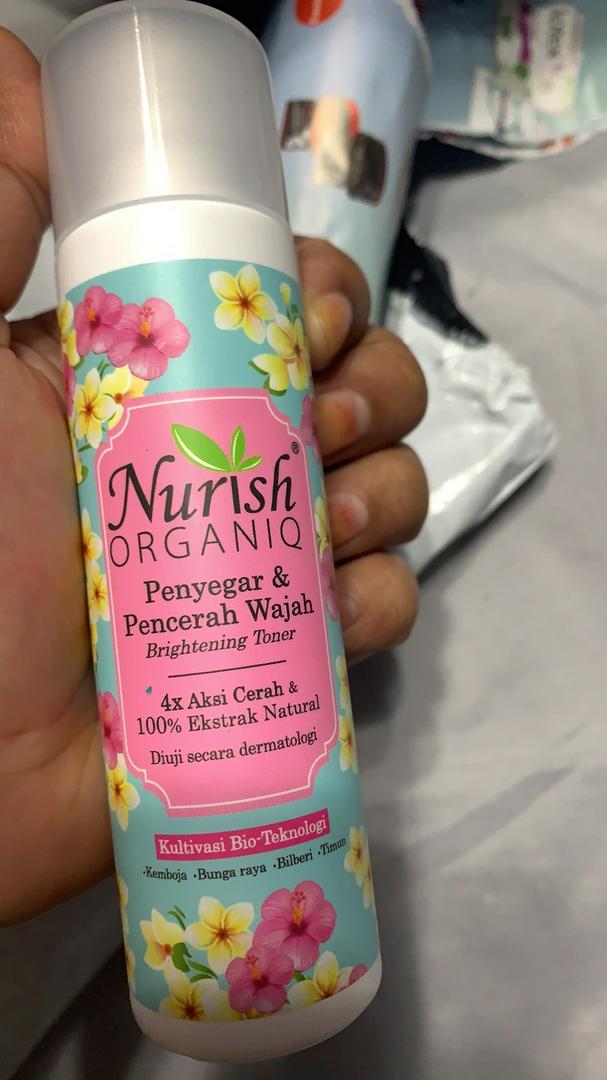 Nurish®
ORGANIQ
Penyegar &
Pencerah Wajah
Brightening Toner
4x Aksi Cerah &
100% Ekstrak Natural
Diuji secara dermatologi
Kultivasi Bio-Teknologi
·Kemboja ·Bunga raya ·Bilberi ·Timun